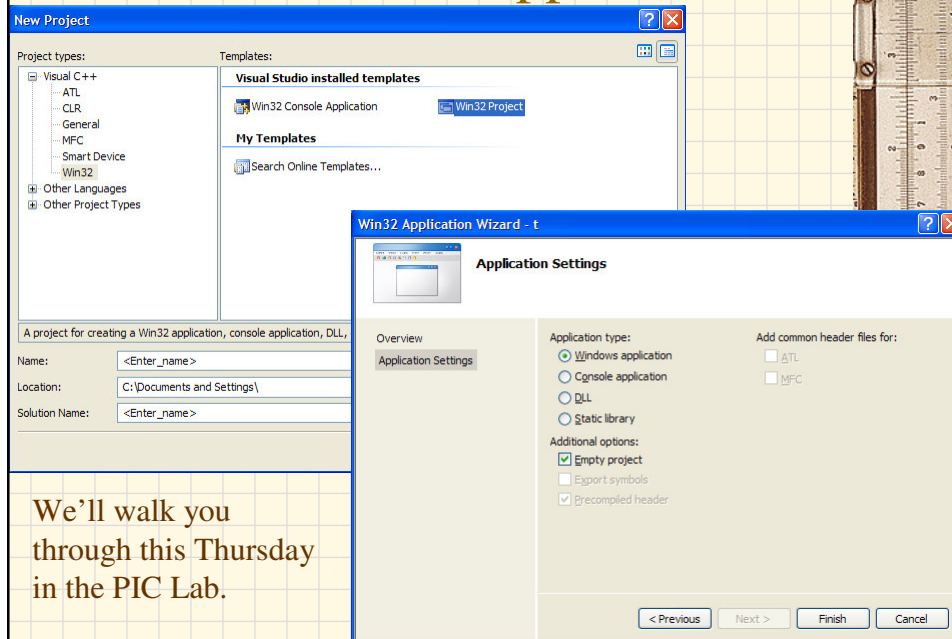 New Project
Project types:
Templates:
Visual C++
ATL
CLR
General
MFC
Smart Device
Win32
Other Languages
Other Project Types
Visual Studio installed templates
Win32 Console Application
Win32 Project
My Templates
Search Online Templates...
A project for creating a Win32 application, console application, DLL,
Name:
<Enter_name>
Location:
C:\Documents and Settings\
Solution Name:
<Enter_name>
Win32 Application Wizard - t
Application Settings
Overview
Application Settings
Application type:
Windows application
Console application
DLL
Static library
Additional options:
Empty project
Export symbols
Precompiled header
Add common header files for:
ATL
MFC
< Previous
Next >
Finish
Cancel
We'll walk you
through this Thursday
in the PIC Lab.